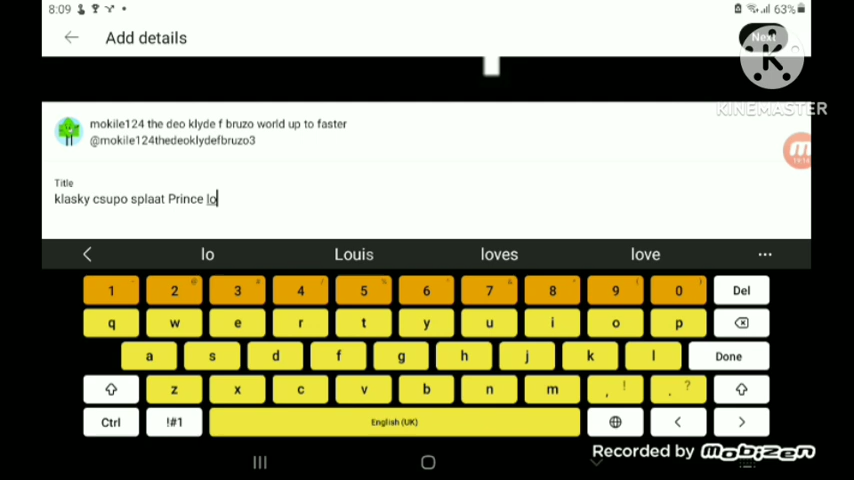 8:09 63%
Add details
Next
KINEMASTER
mokile124 the deo klyde f bruzo world up to faster
@mokile124thedeoklydefbruzo3
Title
klasky csupo splaat Prince lo
lo Louis loves love
1 2 3 4 5 6 7 8 9 0 Del
q w e r t y u i o p
a s d f g h j k l Done
z x c v b n m , ! . ?
Ctrl !#1 English (UK)
Recorded by mobizen